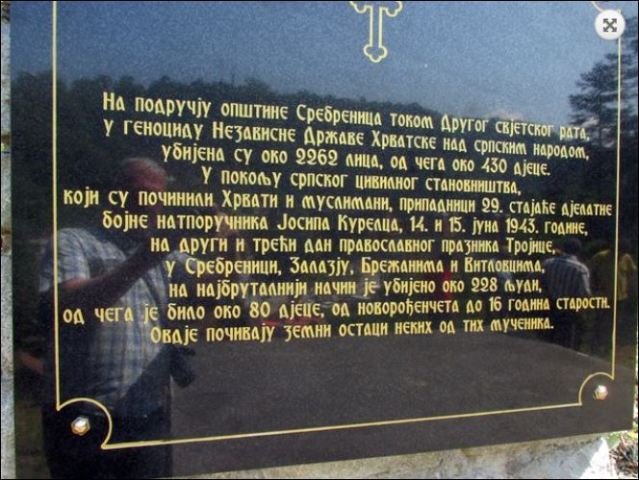 На подручју општине Сребреница током Другог свјетског рата,
у геноциду Независне Државе Хрватске над српским народом,
убијена су око 2262 лица, од чега око 430 дјеце.
У покољу српског цивилног становништва,
који су починили Хрвати и муслимани, припадници 29. стајаће дјелатне
бојне натпоручника Јосипа Курелца, 14. и 15. јуна 1943. године,
на други и трећи дан православног празника Тројице,
у Сребреници, Залазју, Брежанима и Витловцима,
на најбруталнији начин је убијено око 228 људи,
од чега је било око 80 дјеце, од новорођенчета до 16 година старости.
Овдје почивају земни остаци неких од тих мученика.